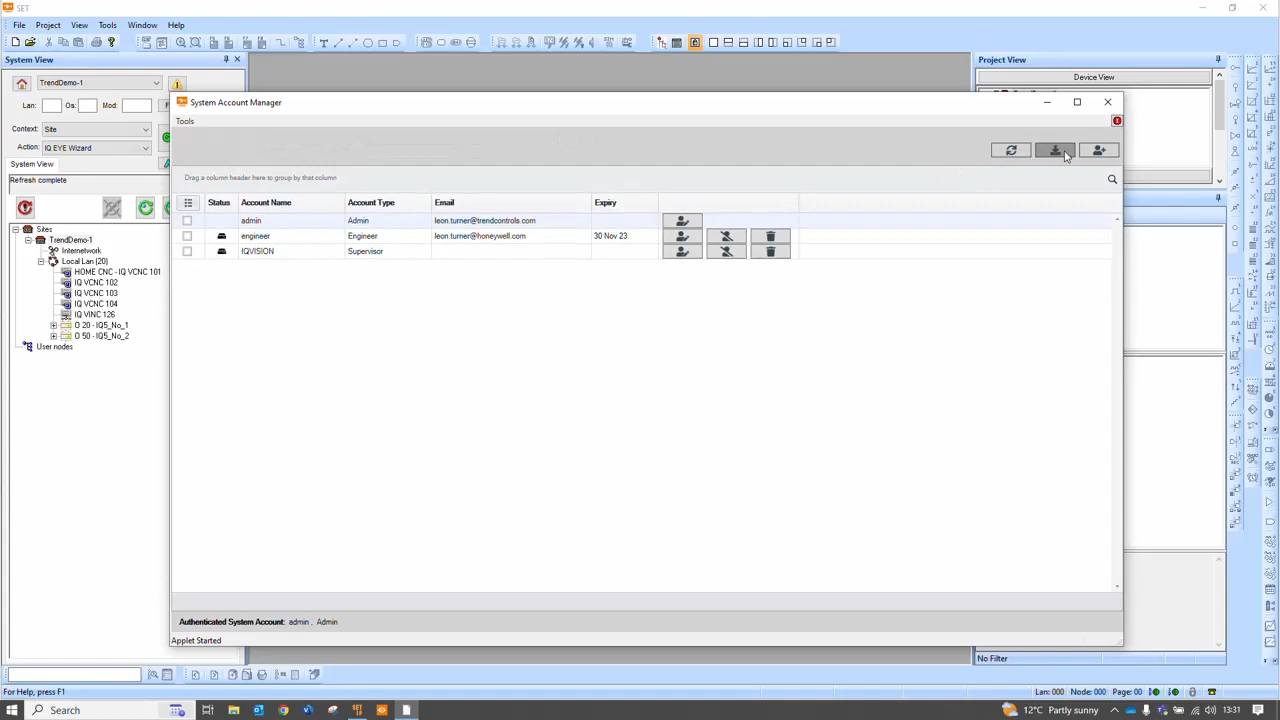 SET
File Project View Tools Window Help
System View
TrendDemo-1
Lan: Os: Mod:
Context: Site
Action: IQ EYE Wizard
System View
Refresh complete
Sites
TrendDemo-1
Internetwork
Local Lan (20)
HOME CNC - IQ VCNC 101
IQ VCNC 102
IQ VCNC 103
IQ VCNC 104
IQ VINC 126
O 20 - IQ5_No_1
O 50 - IQ5_No_2
User nodes
System Account Manager
Tools
Drag a column header here to group by that column
Status Account Name Account Type Email Expiry
admin Admin leon.turner@trendcontrols.com
engineer Engineer leon.turner@honeywell.com 30 Nov 23
IQVISION Supervisor
Authenticated System Account: admin , Admin
Applet Started
Project View
Device View
No Filter
For Help, press F1
Lan: 000 Node: 000 Page: 00
Search
12°C Partly sunny
13:31